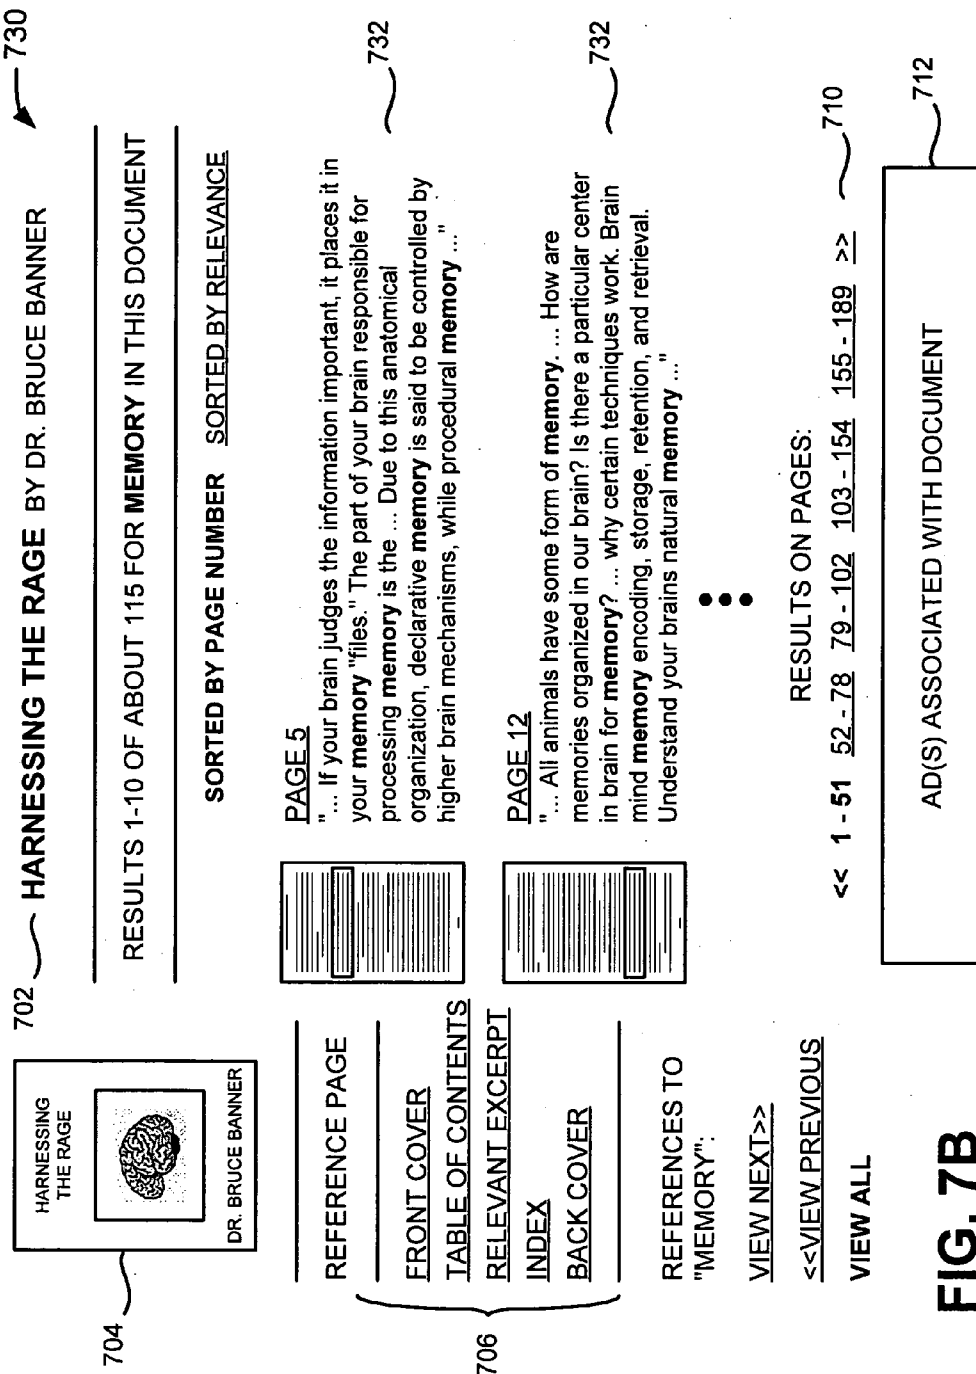 730
702
HARNESSING THE RAGE BY DR. BRUCE BANNER
704
HARNESSING
THE RAGE
DR. BRUCE BANNER
RESULTS 1-10 OF ABOUT 115 FOR MEMORY IN THIS DOCUMENT
SORTED BY PAGE NUMBER SORTED BY RELEVANCE
706
REFERENCE PAGE
FRONT COVER
TABLE OF CONTENTS
RELEVANT EXCERPT
INDEX
BACK COVER
REFERENCES TO
"MEMORY":
VIEW NEXT>>
<<VIEW PREVIOUS
VIEW ALL
PAGE 5
"... If your brain judges the information important, it places it in
your memory "files." The part of your brain responsible for
processing memory is the ... Due to this anatomical
organization, declarative memory is said to be controlled by
higher brain mechanisms, while procedural memory ..."
732
PAGE 12
"... All animals have some form of memory. ... How are
memories organized in our brain? Is there a particular center
in brain for memory? ... why certain techniques work. Brain
mind memory encoding, storage, retention, and retrieval.
Understand your brains natural memory ..."
732
RESULTS ON PAGES:
<< 1 - 51 52 - 78 79 - 102 103 - 154 155 - 189 >>
710
AD(S) ASSOCIATED WITH DOCUMENT
712
FIG. 7B